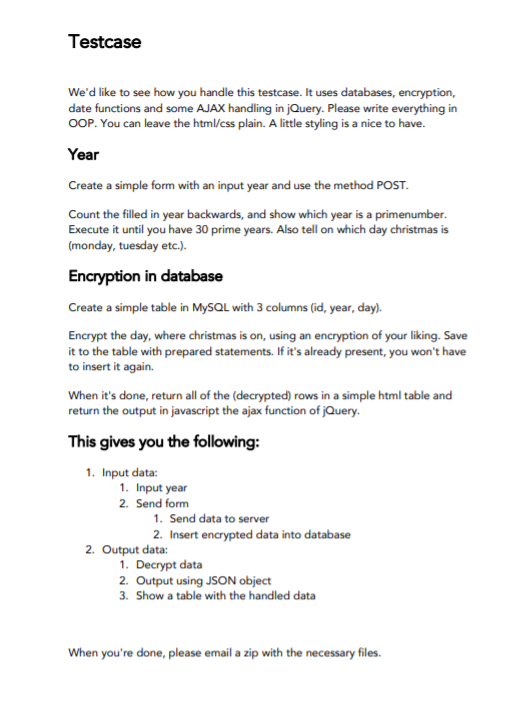 Testcase
We'd like to see how you handle this testcase. It uses databases, encryption,
date functions and some AJAX handling in jQuery. Please write everything in
OOP. You can leave the html/css plain. A little styling is a nice to have.
Year
Create a simple form with an input year and use the method POST.
Count the filled in year backwards, and show which year is a primenumber.
Execute it until you have 30 prime years. Also tell on which day christmas is
(monday, tuesday etc.).
Encryption in database
Create a simple table in MySQL with 3 columns (id, year, day).
Encrypt the day, where christmas is on, using an encryption of your liking. Save
it to the table with prepared statements. If it's already present, you won't have
to insert it again.
When it's done, return all of the (decrypted) rows in a simple html table and
return the output in javascript the ajax function of jQuery.
This gives you the following:
1. Input data:
1. Input year
2. Send form
1. Send data to server
2. Insert encrypted data into database
2. Output data:
1. Decrypt data
2. Output using JSON object
3. Show a table with the handled data
When you're done, please email a zip with the necessary files.